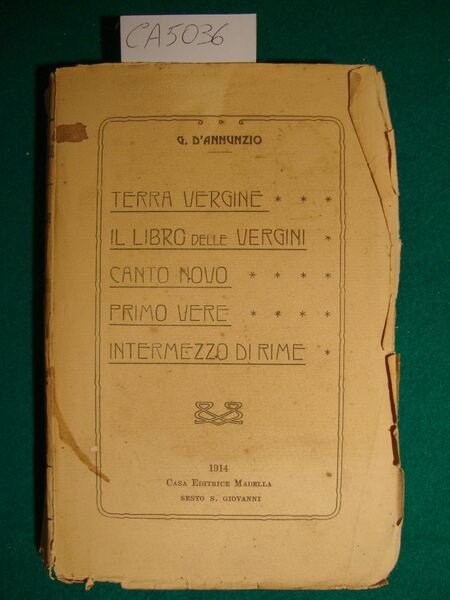 CA5036
G. D'ANNUNZIO
TERRA VERGINE * * *
IL LIBRO DELLE VERGINI *
CANTO NOVO * * * *
PRIMO VERE * * * *
INTERMEZZO DI RIME *
1914
CASA EDITRICE MADELLA
SESTO S. GIOVANNI